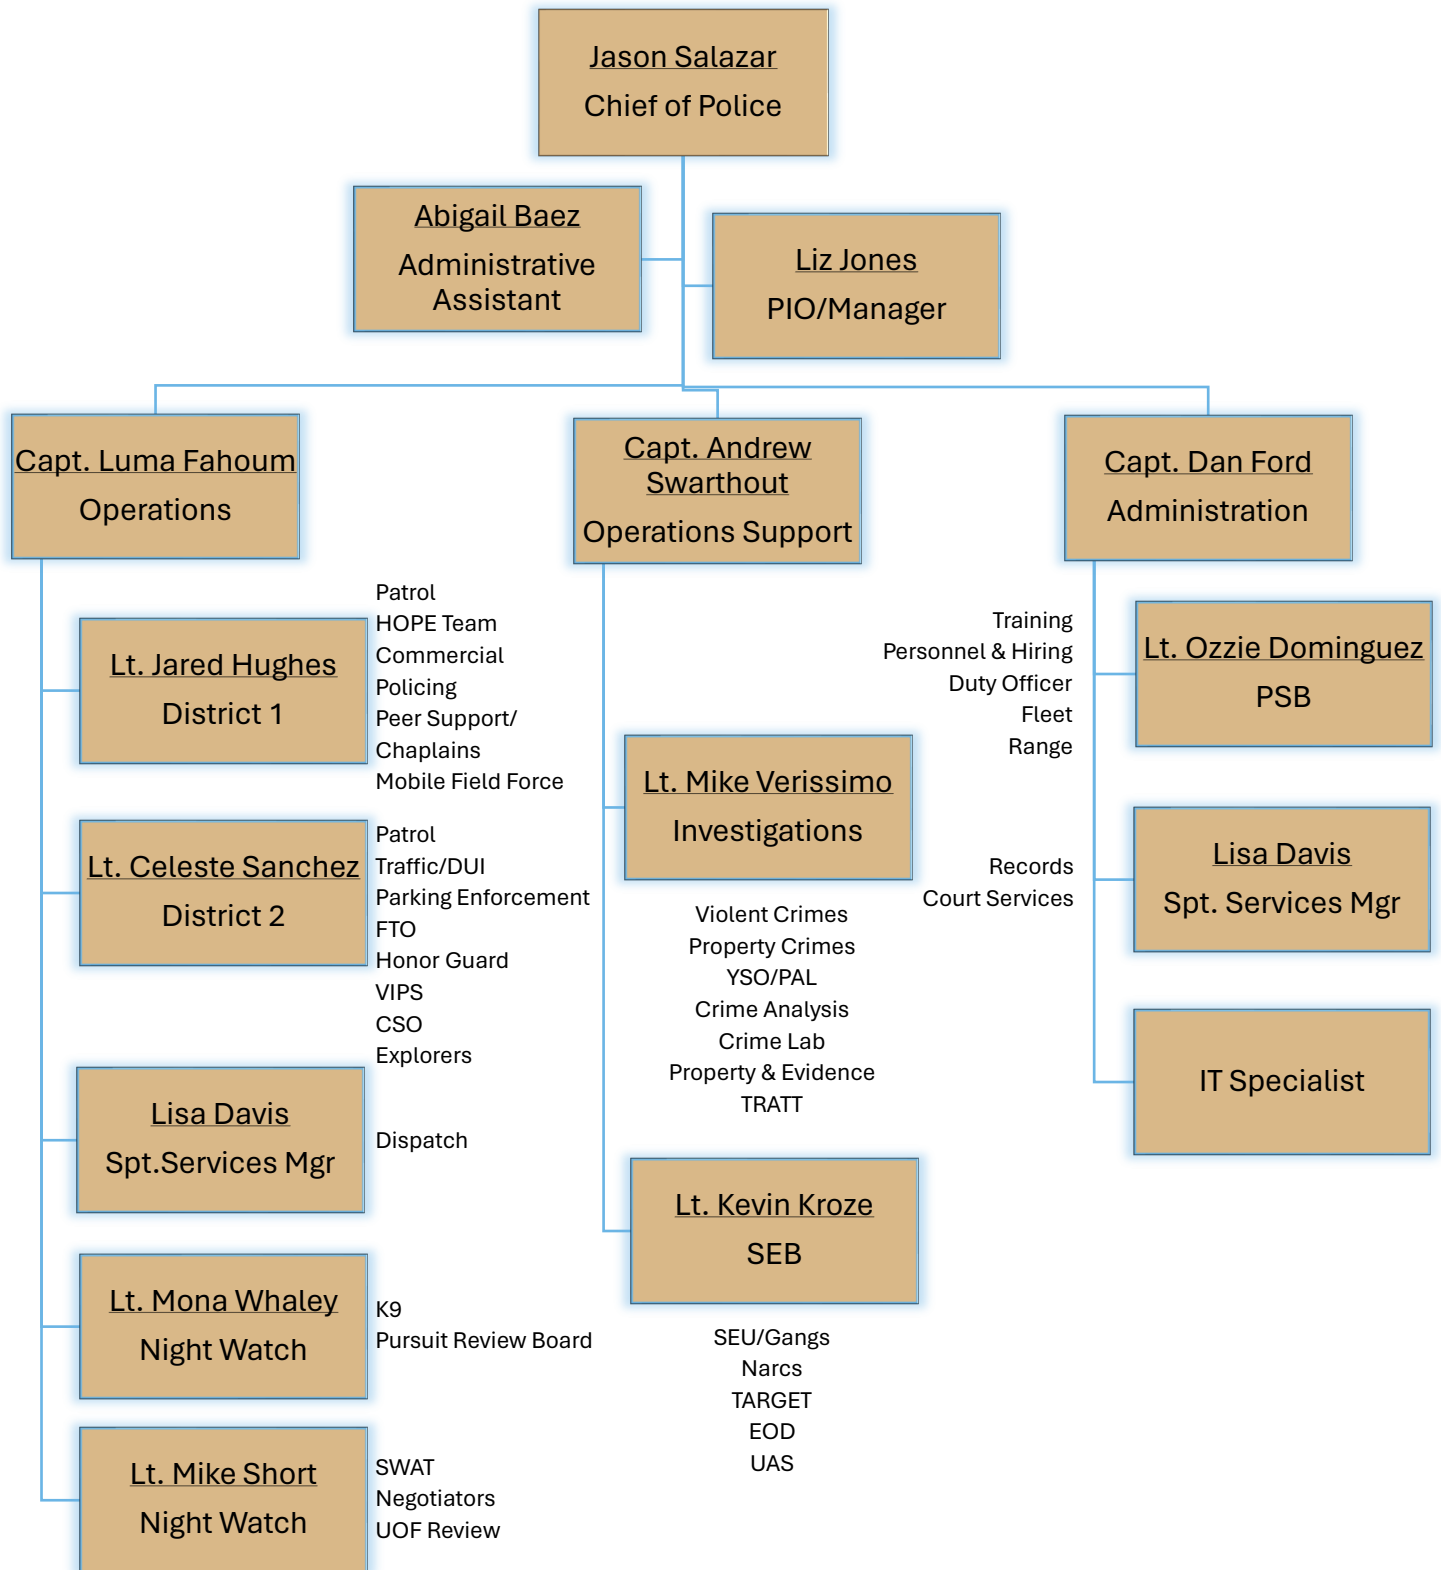 Jason Salazar
Chief of Police
Abigail Baez
Administrative
Assistant
Liz Jones
PIO/Manager
Capt. Luma Fahoum
Operations
Lt. Jared Hughes
District 1
Patrol
HOPE Team
Commercial
Policing
Peer Support/
Chaplains
Mobile Field Force
Lt. Celeste Sanchez
District 2
Patrol
Traffic/DUI
Parking Enforcement
FTO
Honor Guard
VIPS
CSO
Explorers
Lisa Davis
Spt.Services Mgr
Dispatch
Lt. Mona Whaley
Night Watch
K9
Pursuit Review Board
Lt. Mike Short
Night Watch
SWAT
Negotiators
UOF Review
Capt. Andrew
Swarthout
Operations Support
Lt. Mike Verissimo
Investigations
Violent Crimes
Property Crimes
YSO/PAL
Crime Analysis
Crime Lab
Property & Evidence
TRATT
Lt. Kevin Kroze
SEB
SEU/Gangs
Narcs
TARGET
EOD
UAS
Capt. Dan Ford
Administration
Training
Personnel & Hiring
Duty Officer
Fleet
Range
Lt. Ozzie Dominguez
PSB
Records
Court Services
Lisa Davis
Spt. Services Mgr
IT Specialist